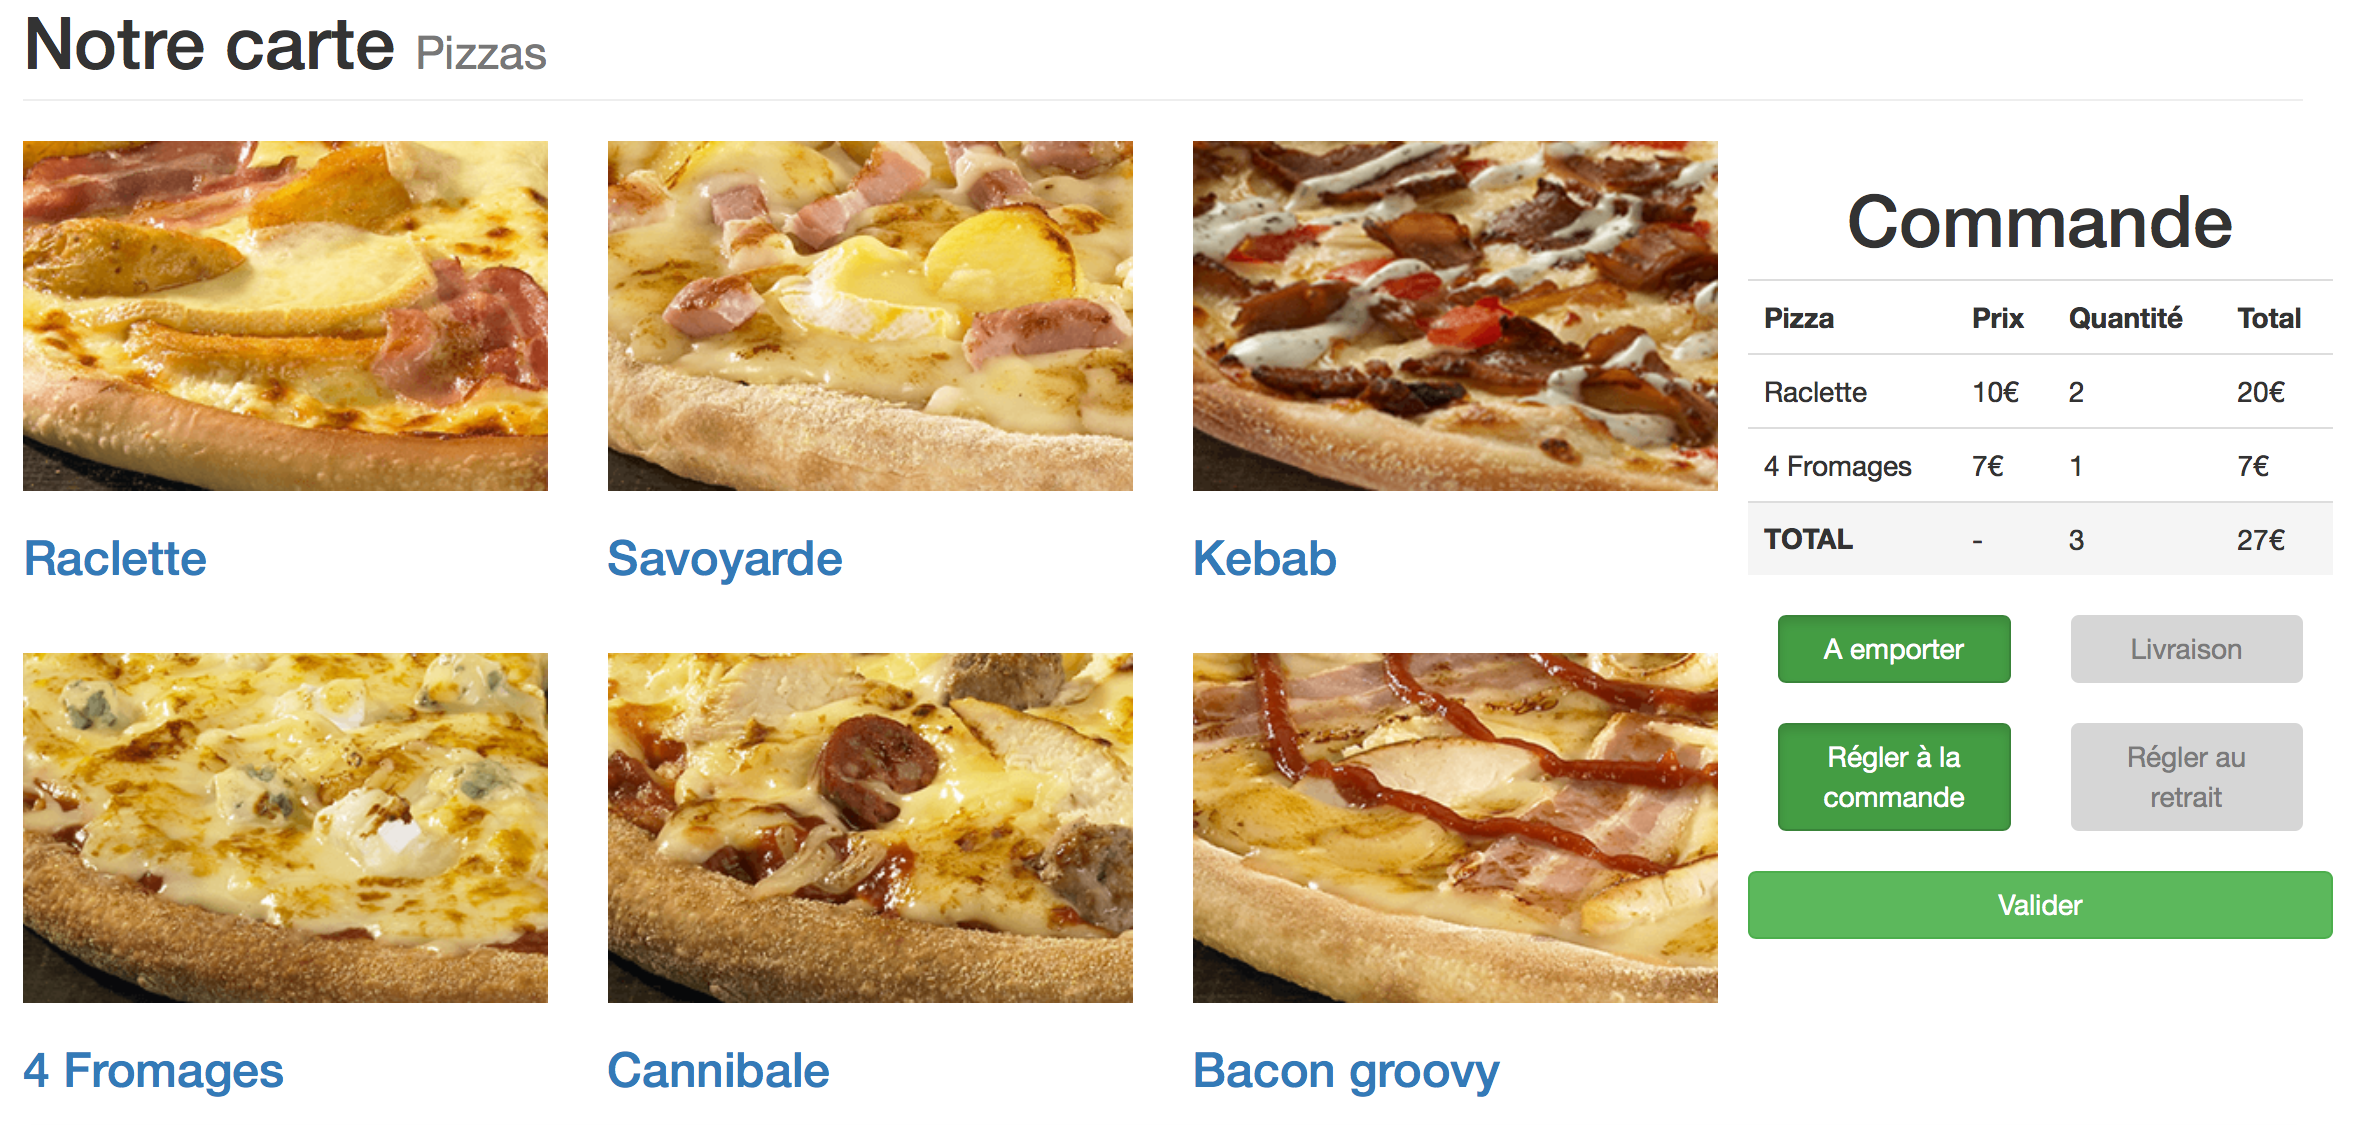 Notre carte Pizzas
Raclette
Savoyarde
Kebab
4 Fromages
Cannibale
Bacon groovy
Commande
Pizza Prix Quantité Total
Raclette 10€ 2 20€
4 Fromages 7€ 1 7€
TOTAL - 3 27€
A emporter
Livraison
Régler à la
commande
Régler au
retrait
Valider